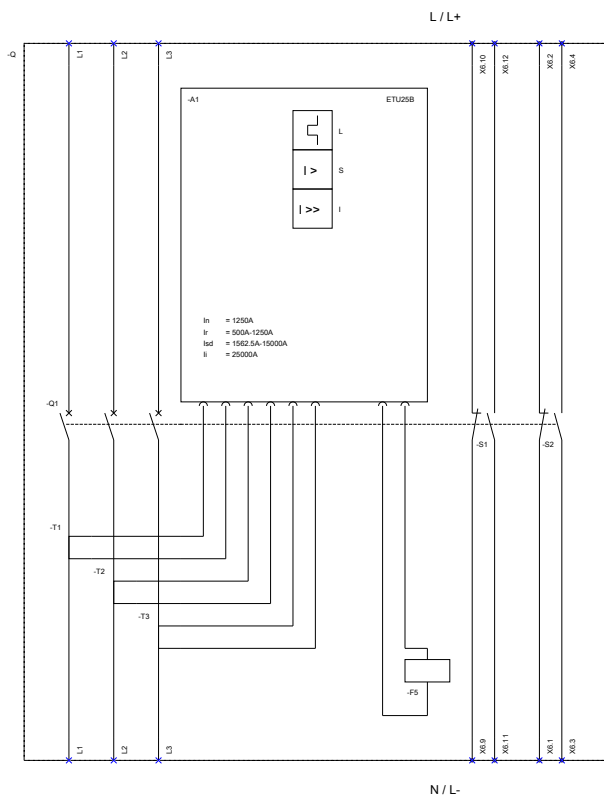 L / L+
-Q
L1
L2
L3
X6.10
X6.12
X6.2
X6.4
-A1
ETU25B
L
I >
S
I >>
I
In = 1250A
Ir = 500A-1250A
Isd = 1562.5A-15000A
Ii = 25000A
-Q1
-S1
-S2
-T1
-T2
-T3
-F5
L1
L2
L3
X6.9
X6.11
X6.1
X6.3
N / L-